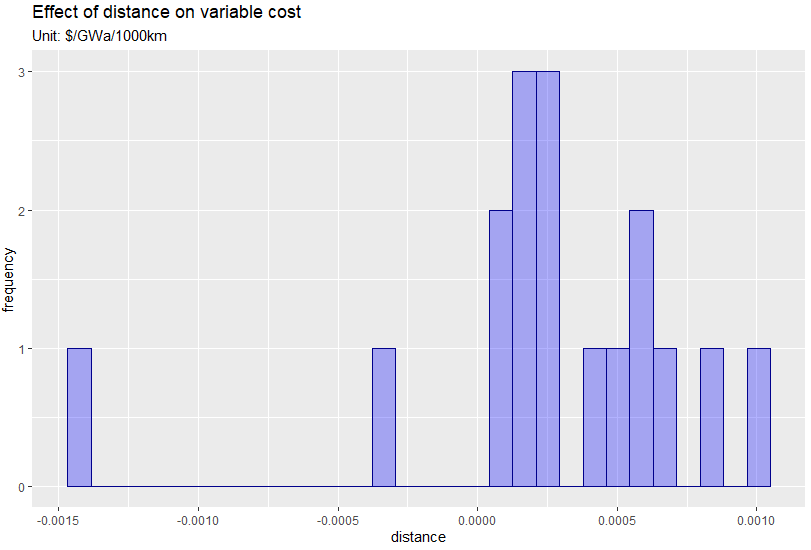 Effect of distance on variable cost
Unit: $/GWa/1000km
3
2
1
0
frequency
-0.0015 -0.0010 -0.0005 0.0000 0.0005 0.0010
distance